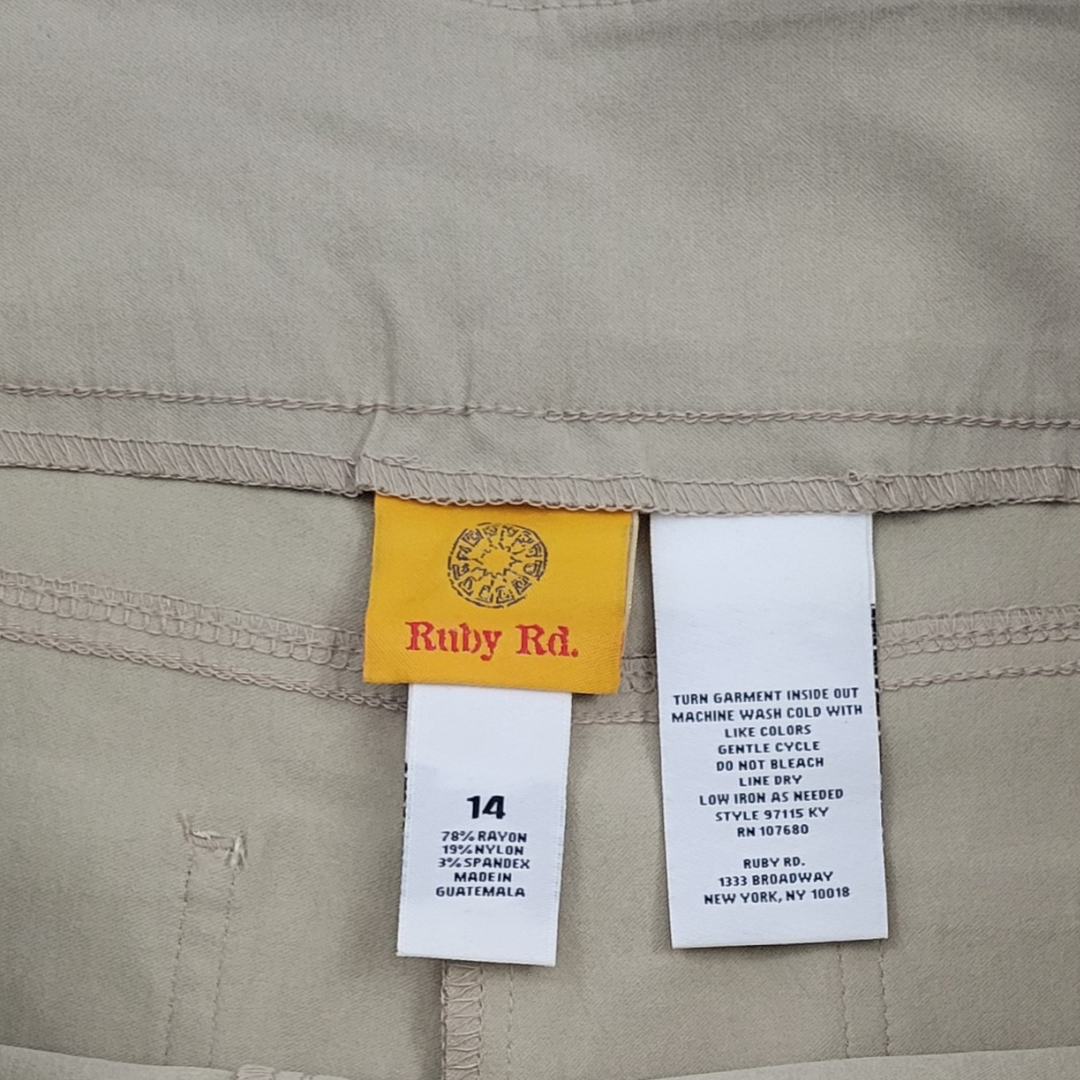 Ruby Rd.
14
78% RAYON
19% NYLON
3% SPANDEX
MADE IN
GUATEMALA
TURN GARMENT INSIDE OUT
MACHINE WASH COLD WITH
LIKE COLORS
GENTLE CYCLE
DO NOT BLEACH
LINE DRY
LOW IRON AS NEEDED
STYLE 97115 KY
RN 107680
RUBY RD.
1333 BROADWAY
NEW YORK, NY 10018